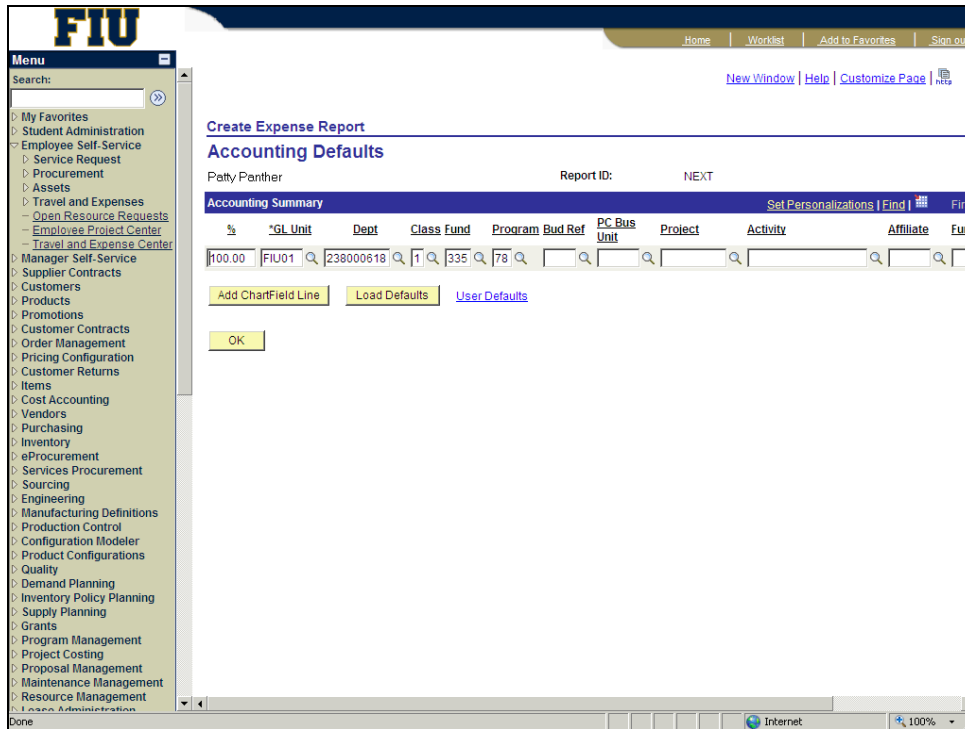 FIU
Home | Worklist | Add to Favorites | Sign ou
Menu
Search:
New Window | Help | Customize Page | http
My Favorites
Student Administration
Employee Self-Service
Service Request
Procurement
Assets
Travel and Expenses
Open Resource Requests
Employee Project Center
Travel and Expense Center
Manager Self-Service
Supplier Contracts
Customers
Products
Promotions
Customer Contracts
Order Management
Pricing Configuration
Customer Returns
Items
Cost Accounting
Vendors
Purchasing
Inventory
eProcurement
Services Procurement
Sourcing
Engineering
Manufacturing Definitions
Production Control
Configuration Modeler
Product Configurations
Quality
Demand Planning
Inventory Policy Planning
Supply Planning
Grants
Program Management
Project Costing
Proposal Management
Maintenance Management
Resource Management
Lease Administration
Create Expense Report
Accounting Defaults
Patty Panther Report ID: NEXT
Accounting Summary Set Personalizations | Find | Fir
% *GL Unit Dept Class Fund Program Bud Ref PC Bus Unit Project Activity Affiliate Fu
100.00 FIU01 238000618 1 335 78
Add ChartField Line Load Defaults User Defaults
OK
Done Internet 100%